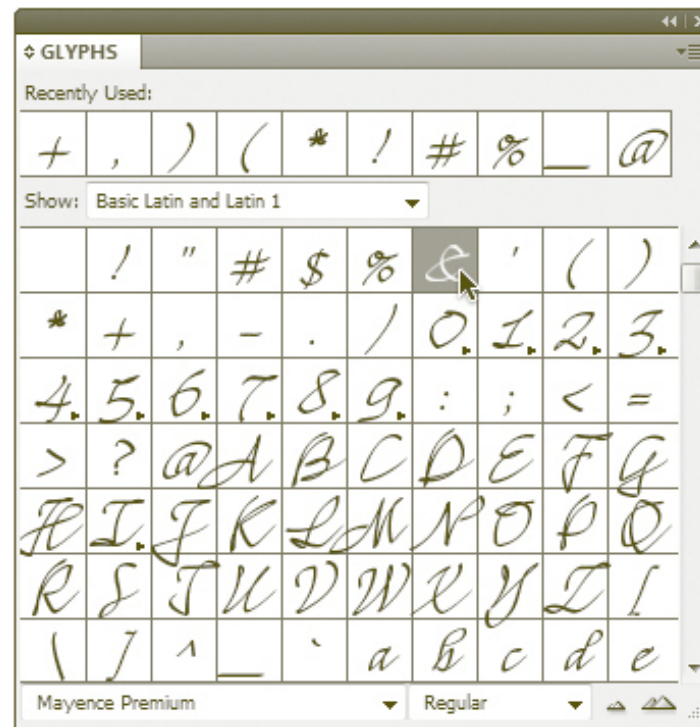 GLYPHS
Recently Used:
+ , ) ( * ! # % _ @
Show: Basic Latin and Latin 1
! " # $ % & ' ( )
* + , - . / 0 1 2 3
4 5 6 7 8 9 : ; < =
> ? @ A B C D E F G
H I J K L M N O P Q
R S T U V W X Y Z [
\ ] ^ _ ` a b c d e
Mayence Premium Regular